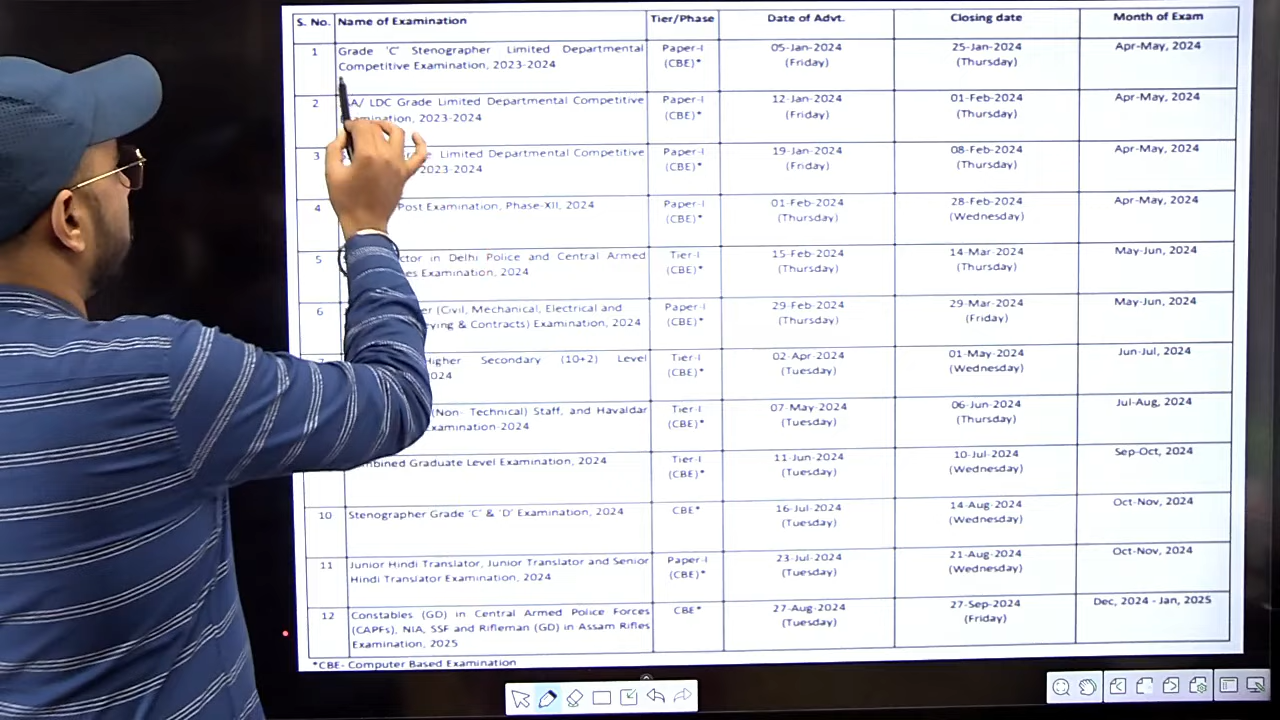 S. No. Name of Examination Tier/Phase Date of Advt. Closing date Month of Exam
1 Grade 'C' Stenographer Limited Departmental Paper-I 05-Jan-2024 25-Jan-2024 Apr-May, 2024
Competitive Examination, 2023-2024 (CBE)* (Friday) (Thursday)
2 A/ LDC Grade Limited Departmental Competitive Paper-I 12-Jan-2024 01-Feb-2024 Apr-May, 2024
2023-2024 (CBE)* (Friday) (Thursday)
3 Limited Departmental Competitive Paper-I 19-Jan-2024 08-Feb-2024 Apr-May, 2024
2023-2024 (CBE)* (Friday) (Thursday)
4 Post Examination, Phase-XII, 2024 Paper-I 01-Feb-2024 28-Feb-2024 Apr-May, 2024
(CBE)* (Thursday) (Wednesday)
5 ctor in Delhi Police and Central Armed Tier-I 15-Feb-2024 14-Mar-2024 May-Jun, 2024
es Examination, 2024 (CBE)* (Thursday) (Thursday)
6 er (Civil, Mechanical, Electrical and Paper-I 29-Feb-2024 29-Mar-2024 May-Jun, 2024
ying & Contracts) Examination, 2024 (CBE)* (Thursday) (Friday)
Higher Secondary (10+2) Level Tier-I 02-Apr-2024 01-May-2024 Jun-Jul, 2024
024 (CBE)* (Tuesday) (Wednesday)
(Non- Technical) Staff, and Havaldar Tier-I 07-May-2024 06-Jun-2024 Jul-Aug, 2024
xamination-2024 (CBE)* (Tuesday) (Thursday)
bined Graduate Level Examination, 2024 Tier-I 11-Jun-2024 10-Jul-2024 Sep-Oct, 2024
(CBE)* (Tuesday) (Wednesday)
10 Stenographer Grade 'C' & 'D' Examination, 2024 CBE* 16-Jul-2024 14-Aug-2024 Oct-Nov, 2024
(Tuesday) (Wednesday)
11 Junior Hindi Translator, Junior Translator and Senior Paper-I 23-Jul-2024 21-Aug-2024 Oct-Nov, 2024
Hindi Translator Examination, 2024 (CBE)* (Tuesday) (Wednesday)
12 Constables (GD) in Central Armed Police Forces CBE* 27-Aug-2024 27-Sep-2024 Dec, 2024 - Jan, 2025
(CAPFs), NIA, SSF and Rifleman (GD) in Assam Rifles (Tuesday) (Friday)
Examination, 2025
*CBE- Computer Based Examination